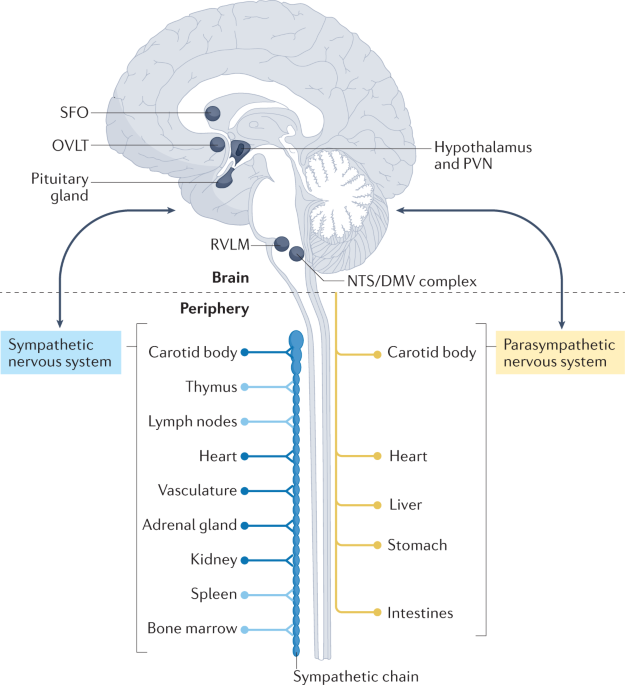 SFO
OVLT
Pituitary
gland
Hypothalamus
and PVN
RVLM
NTS/DMV complex
Brain
Periphery
Sympathetic
nervous system
Parasympathetic
nervous system
Carotid body
Thymus
Lymph nodes
Heart
Vasculature
Adrenal gland
Kidney
Spleen
Bone marrow
Carotid body
Heart
Liver
Stomach
Intestines
Sympathetic chain